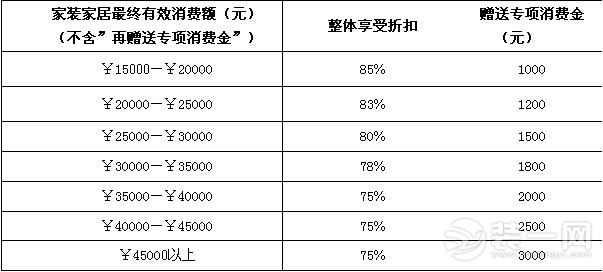 家装家居最终有效消费额（元）
（不含”再赠送专项消费金”）
整体享受折扣
赠送专项消费金
（元）
￥15000—￥20000 85% 1000
￥20000—￥25000 83% 1200
￥25000—￥30000 80% 1500
￥30000—￥35000 78% 1800
￥35000—￥40000 75% 2000
￥40000—￥45000 75% 2500
￥45000以上 75% 3000
装一网